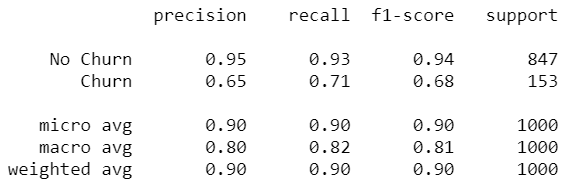 precision recall f1-score support
No Churn 0.95 0.93 0.94 847
Churn 0.65 0.71 0.68 153
micro avg 0.90 0.90 0.90 1000
macro avg 0.80 0.82 0.81 1000
weighted avg 0.90 0.90 0.90 1000